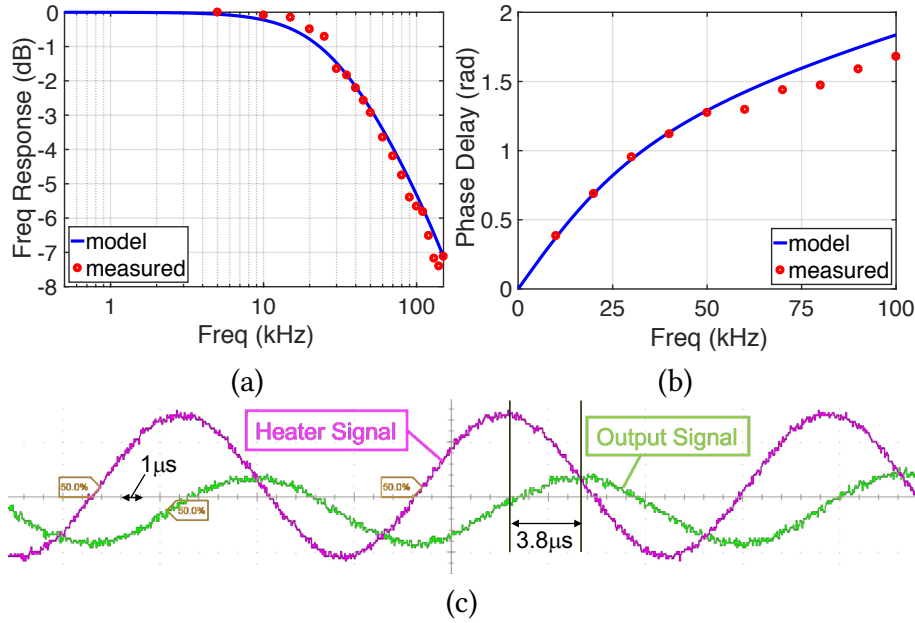 0
-1
-2
-3
-4
-5
-6
-7
-8
Freq Response (dB)
model
measured
1
10
100
Freq (kHz)
(a)
2
1.5
1
0.5
0
Phase Delay (rad)
model
measured
0
25
50
75
100
Freq (kHz)
(b)
Heater Signal
Output Signal
1μs
50.0%
50.0%
50.0%
3.8μs
(c)